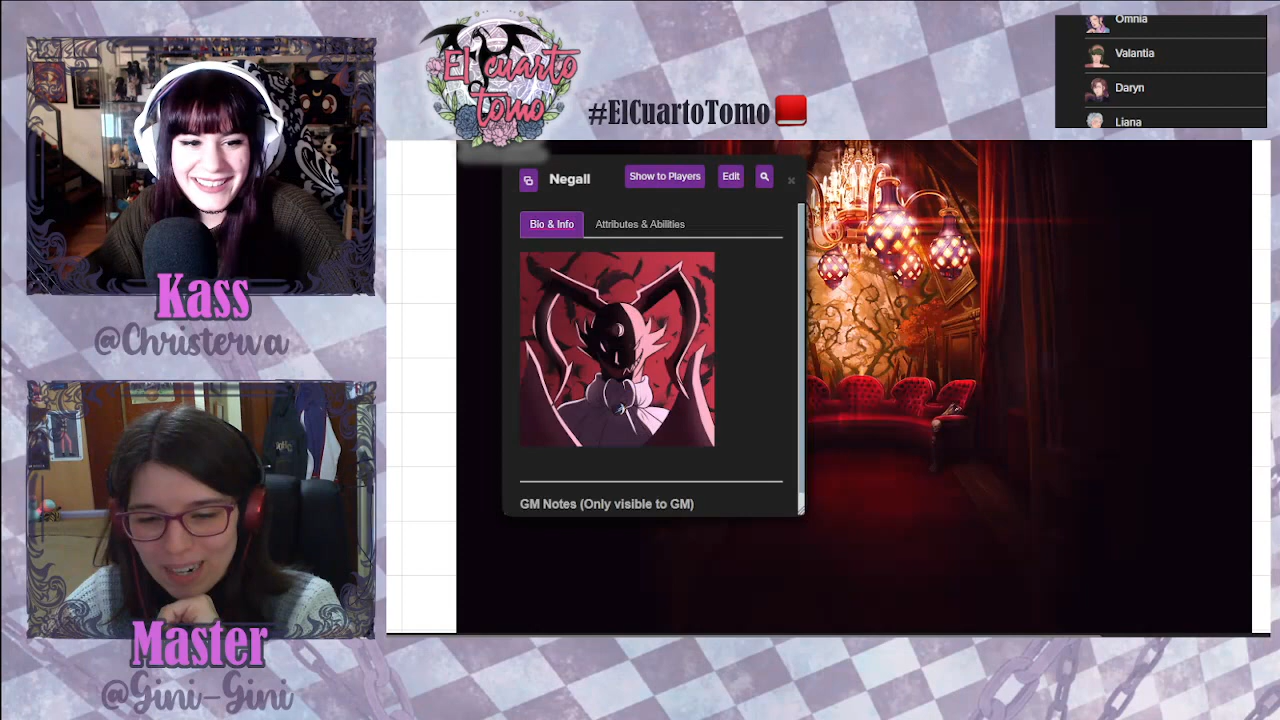 El cuarto
tomo
#ElCuartoTomo
Omnia
Valantia
Daryn
Liana
Negall
Show to Players
Edit
Bio & Info
Attributes & Abilities
GM Notes (Only visible to GM)
Kass
@Christerva
Master
@Gini-Gini